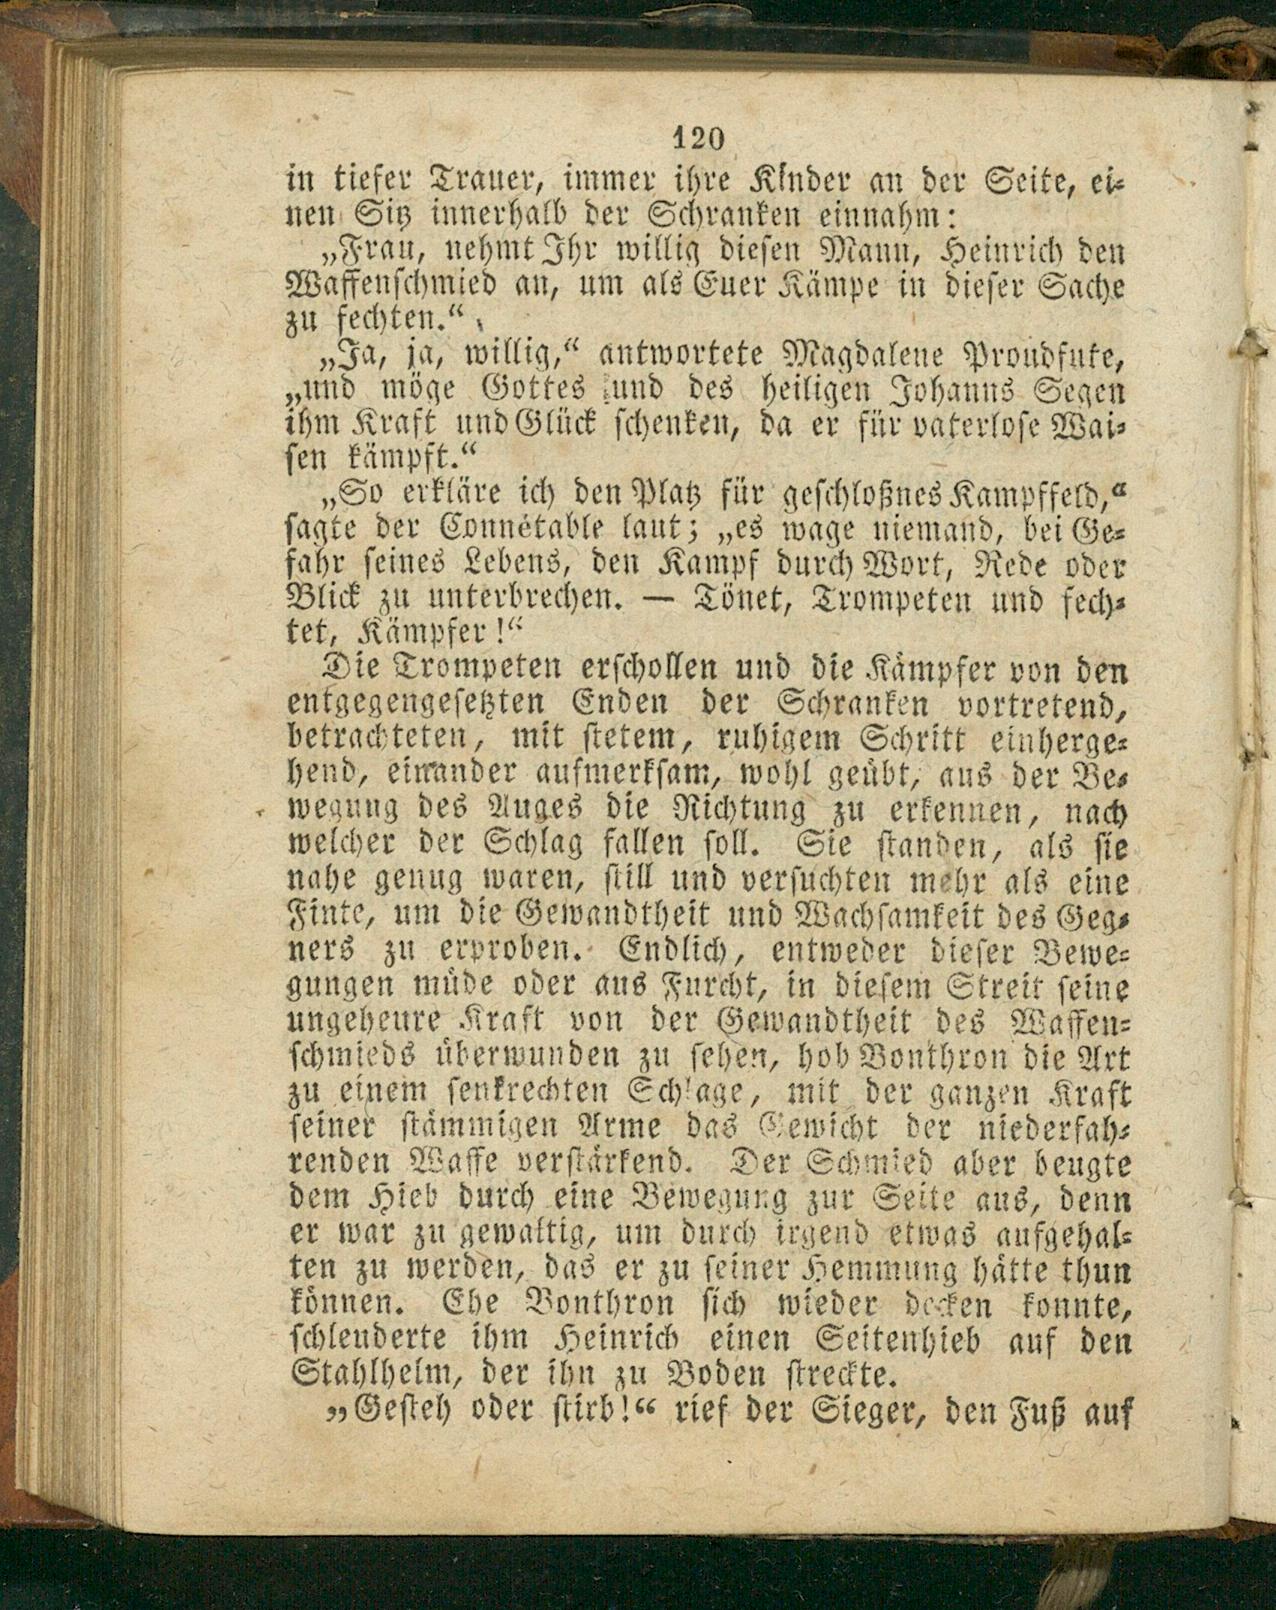 120
in tiefer Trauer, immer ihre Kinder an der Seite, ei-
nen Sitz innerhalb der Schranken einnahm:
„Frau, nehmt Ihr willig diesen Mann, Heinrich den
Waffenschmied an, um als Euer Kämpe in dieser Sache
zu fechten.“
„Ja, ja, willig,“ antwortete Magdalene Proudfute,
„und möge Gottes und des heiligen Johanns Segen
ihm Kraft und Glück schenken, da er für vaterlose Wai-
sen kämpft.“
„So erkläre ich den Platz für geschloßnes Kampffeld,“
sagte der Connétable laut; „es wage niemand, bei Ge-
fahr seines Lebens, den Kampf durch Wort, Rede oder
Blick zu unterbrechen. — Tönet, Trompeten und fech-
tet, Kämpfer!“
Die Trompeten erschollen und die Kämpfer von den
entgegengesetzten Enden der Schranken vortretend,
betrachteten, mit stetem, ruhigem Schritt einherge-
hend, einander aufmerksam, wohl geübt, aus der Be-
wegung des Auges die Richtung zu erkennen, nach
welcher der Schlag fallen soll. Sie standen, als sie
nahe genug waren, still und versuchten mehr als eine
Finte, um die Gewandtheit und Wachsamkeit des Geg-
ners zu erproben. Endlich, entweder dieser Bewe-
gungen müde oder aus Furcht, in diesem Streit seine
ungeheure Kraft von der Gewandtheit des Waffen-
schmieds überwunden zu sehen, hob Bonthron die Axt
zu einem senkrechten Schlage, mit der ganzen Kraft
seiner stämmigen Arme das Gewicht der niederfah-
renden Waffe verstärkend. Der Schmied aber beugte
dem Hieb durch eine Bewegung zur Seite aus, denn
er war zu gewaltig, um durch irgend etwas aufgehal-
ten zu werden, das er zu seiner Hemmung hätte thun
können. Ehe Bonthron sich wieder decken konnte,
schleuderte ihm Heinrich einen Seitenhieb auf den
Stahlhelm, der ihn zu Boden streckte.
„Gesteh oder stirb!“ rief der Sieger, den Fuß auf